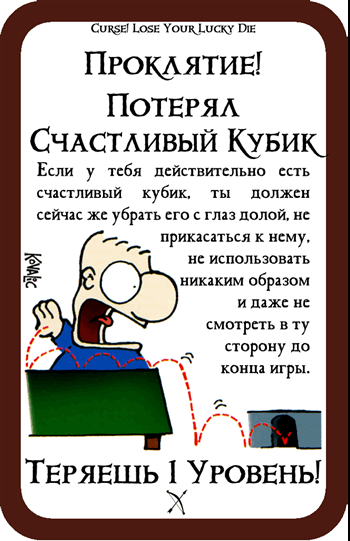 Curse! Lose Your Lucky Die
Проклятие!
Потерял
Счастливый Кубик
Если у тебя действительно есть
счастливый кубик, ты должен
сейчас же убрать его с глаз долой, не
прикасаться к нему,
не использовать
никаким образом
и даже не
смотреть в ту
сторону до
конца игры.
Kovalic
Теряешь 1 Уровень!